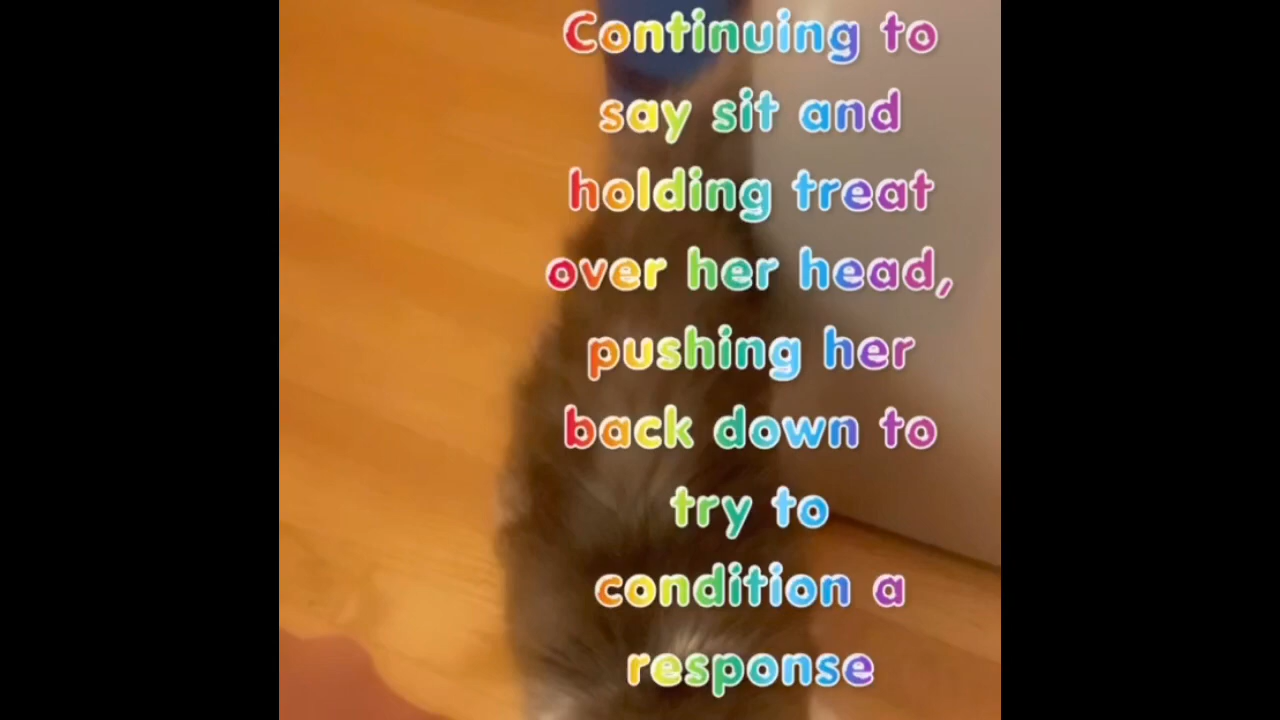 Continuing to
say sit and
holding treat
over her head,
pushing her
back down to
try to
condition a
response